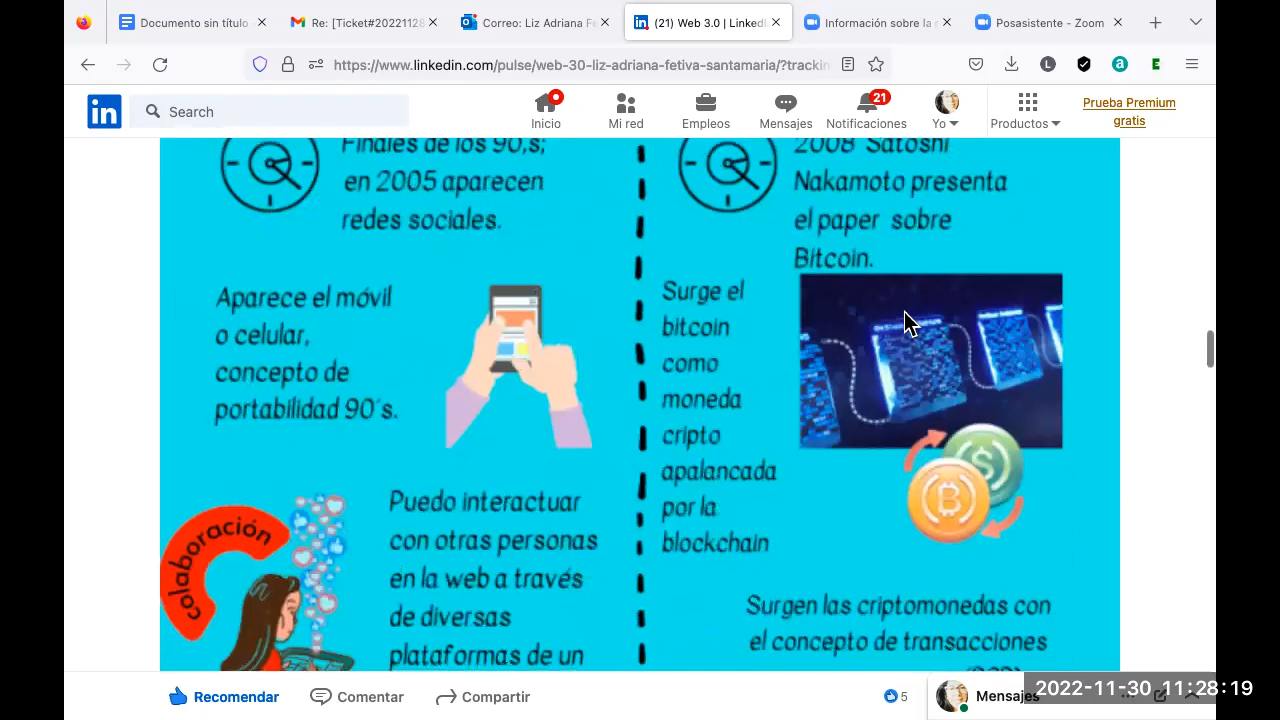 Documento sin título
Re: [Ticket#20221128
Correo: Liz Adriana Fe
(21) Web 3.0 | LinkedI
Información sobre la e
Posasistente - Zoom
https://www.linkedin.com/pulse/web-30-liz-adriana-fetiva-santamaria/?trackin
in
Search
Inicio
Mi red
Empleos
Mensajes
21
Notificaciones
Yo
Productos
Prueba Premium
gratis
Finales de los 90,s;
en 2005 aparecen
redes sociales.
Aparece el móvil
o celular,
concepto de
portabilidad 90´s.
colaboración
Puedo interactuar
con otras personas
en la web a través
de diversas
plataformas de un
2008 Satoshi
Nakamoto presenta
el paper sobre
Bitcoin.
Surge el
bitcoin
como
moneda
cripto
apalancada
por la
blockchain
Surgen las criptomonedas con
el concepto de transacciones
Recomendar
Comentar
Compartir
5
Mensajes
2022-11-30 11:28:19